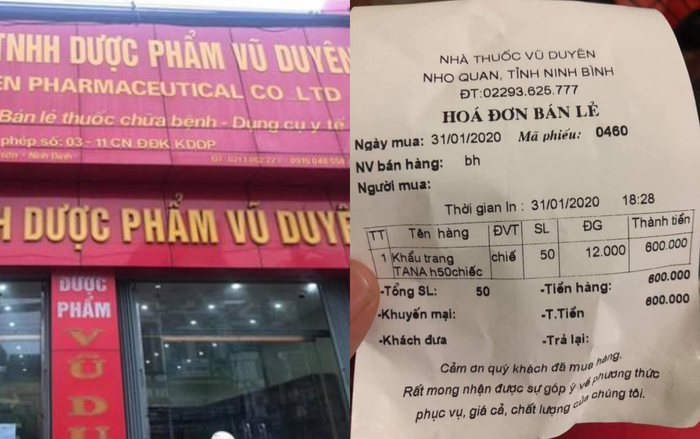 TNHH DƯỢC PHẨM VŨ DUYÊN
EN PHARMACEUTICAL CO LTD
Bán lẻ thuốc chữa bệnh - Dụng cụ y tế
phép số: 03 - 11 CN ĐĐK KDDP
Ninh Bình
H DƯỢC PHẨM VŨ DUYÊ
DƯỢC
PHẨM
VŨ
DU
NHÀ THUỐC VŨ DUYÊN
NHO QUAN, TỈNH NINH BÌNH
ĐT:02293.625.777
HOÁ ĐƠN BÁN LẺ
Ngày mua: 31/01/2020 Mã phiếu: 0460
NV bán hàng: bh
Người mua:
Thời gian In : 31/01/2020 18:28
TT Tên hàng ĐVT SL ĐG Thành tiền
1 Khẩu trang chiế 50 12.000 600.000
TANA h50chiếc
-Tổng SL: 50 -Tiền hàng: 600.000
-Khuyến mại: -T.Tiền 600.000
-Khách đưa -Trả lại:
Cảm ơn quý khách đã mua hàng.
Rất mong nhận được sự góp ý về phương thức
phục vụ, giá cả, chất lượng của chúng tôi.